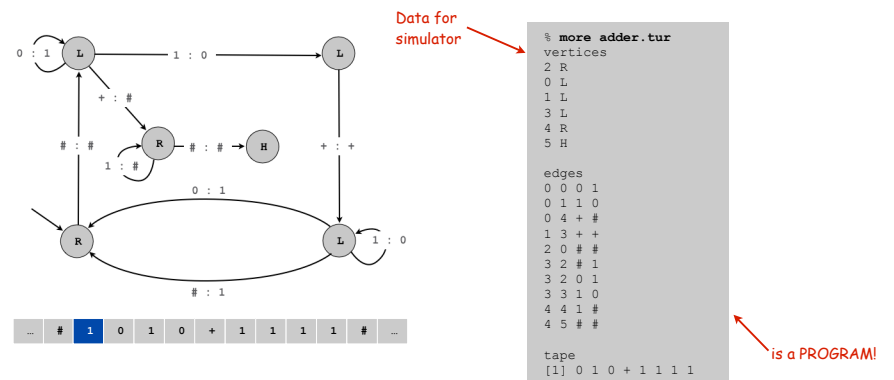 Data for
simulator
0 : 1
L
1 : 0
L
+ : #
# : #
R
# : #
H
+ : +
1 : #
0 : 1
R
L
1 : 0
# : 1
… # 1 0 1 0 + 1 1 1 1 # …
% more adder.tur
vertices
2 R
0 L
1 L
3 L
4 R
5 H
edges
0 0 0 1
0 1 1 0
0 4 + #
1 3 + +
2 0 # #
3 2 # 1
3 2 0 1
3 3 1 0
4 4 1 #
4 5 # #
tape
[1] 0 1 0 + 1 1 1 1
is a PROGRAM!